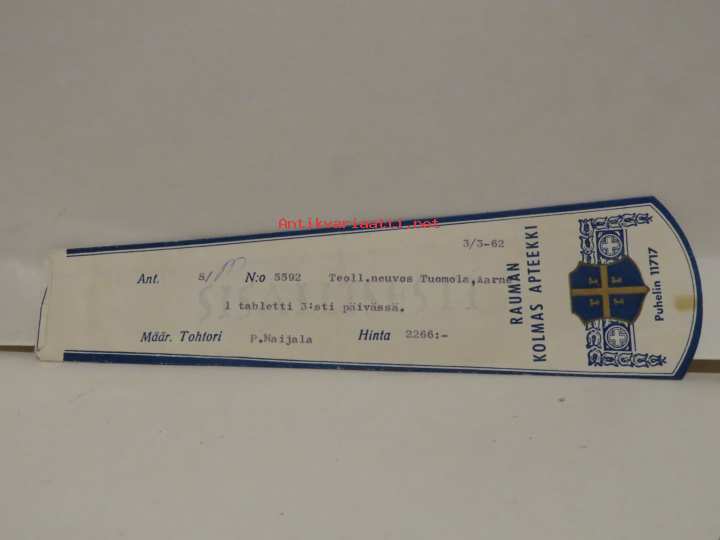 Antikvariaatti.net
3/3-62
Ant. S/ N:o 5592 Teoll.neuvos Tuomola,Aarne
1 tabletti 3:sti päivässä.
Määr. Tohtori P.Naijala Hinta 2266:-
RAUMAN
KOLMAS APTEEKKI
Puhelin 11717